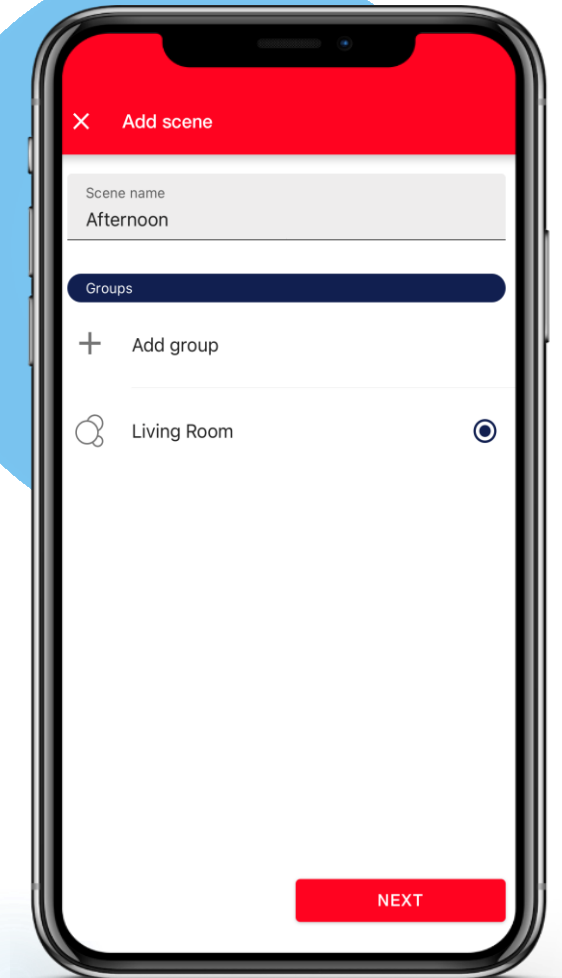 Add scene
Scene name
Afternoon
Groups
Add group
Living Room
NEXT